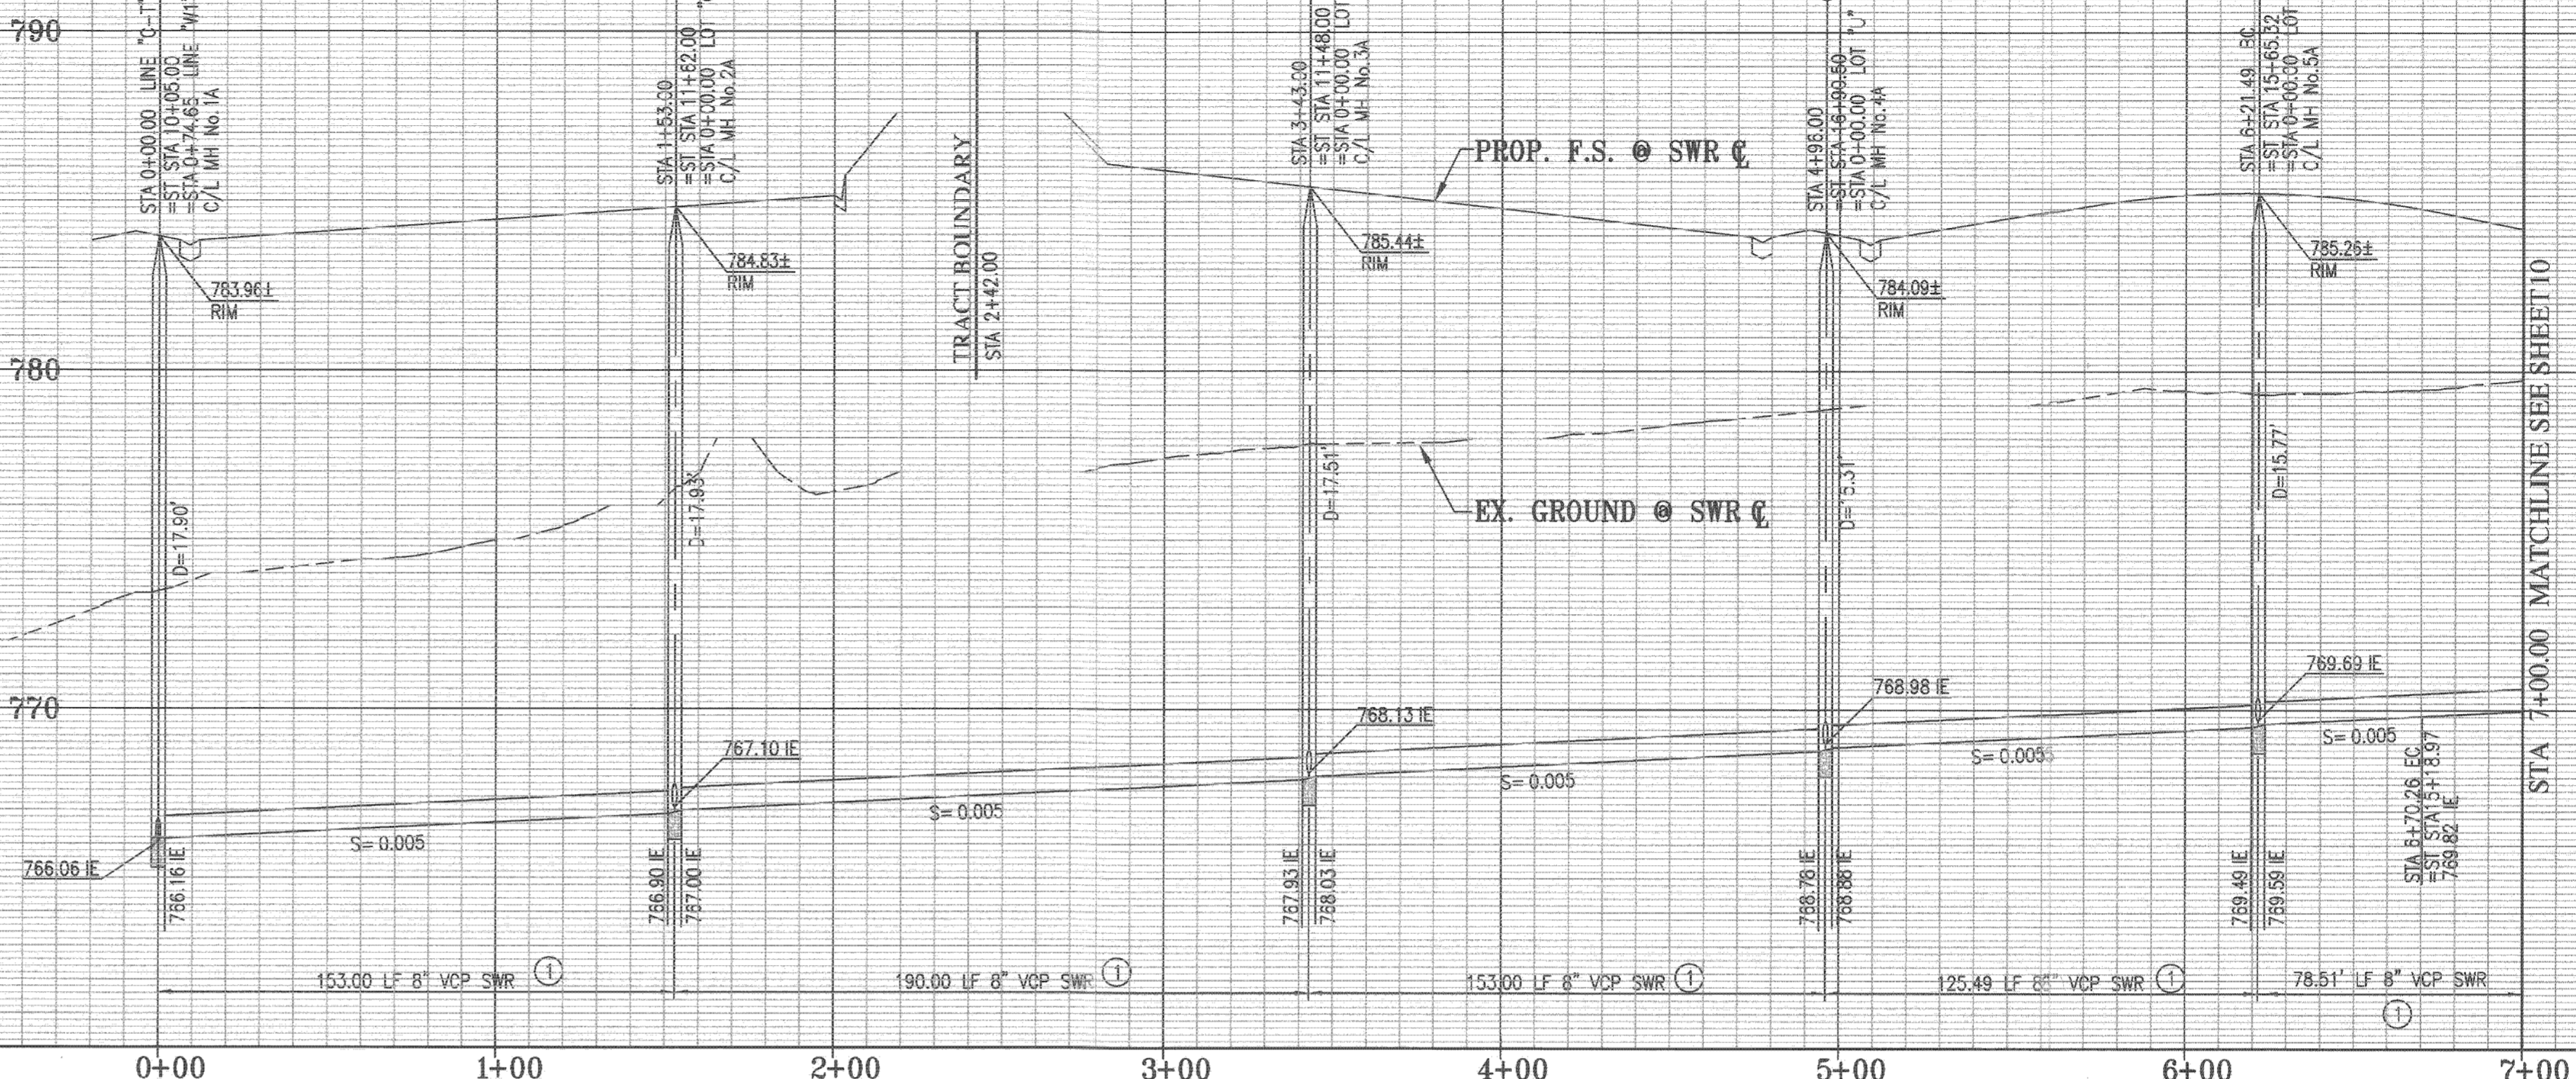 790
780
770
STA 0+00.00 LINE "C-T"
=ST STA 10+05.00
=STA 0+74.65 LINE "W1"
C/L MH No.1A
783.96±
RIM
D=17.90'
766.06 IE
766.16 IE
S= 0.005
153.00 LF 8" VCP SWR 1
STA 1+53.00
=ST STA 11+62.00
=STA 0+00.00 LOT
C/L MH No.2A
784.83±
RIM
D=17.93'
767.10 IE
766.90 IE
767.00 IE
S= 0.005
190.00 LF 8" VCP SWR 1
TRACT BOUNDARY
STA 2+42.00
STA 3+43.00
=ST STA 11+48.00
=STA 0+00.00 LOT
C/L MH No.3A
785.44±
RIM
PROP. F.S. @ SWR ℄
EX. GROUND @ SWR ℄
D=17.51'
768.13 IE
767.93 IE
768.03 IE
S= 0.005
153.00 LF 8" VCP SWR 1
STA 4+96.00
=ST STA 16+90.50
=STA 0+00.00 LOT "U"
C/L MH No.4A
784.09±
RIM
D=15.31'
768.98 IE
768.78 IE
768.88 IE
S= 0.005
125.49 LF 8" VCP SWR 1
STA 6+21.49 BC
=ST STA 15+65.32
=STA 0+00.00 LOT
C/L MH No.5A
785.26±
RIM
D=15.77'
769.69 IE
769.49 IE
769.59 IE
S= 0.005
STA 6+70.26 EC
=ST STA15+18.97
769.82 IE
78.51' LF 8" VCP SWR
1
STA 7+00.00 MATCHLINE SEE SHEET10
0+00 1+00 2+00 3+00 4+00 5+00 6+00 7+00